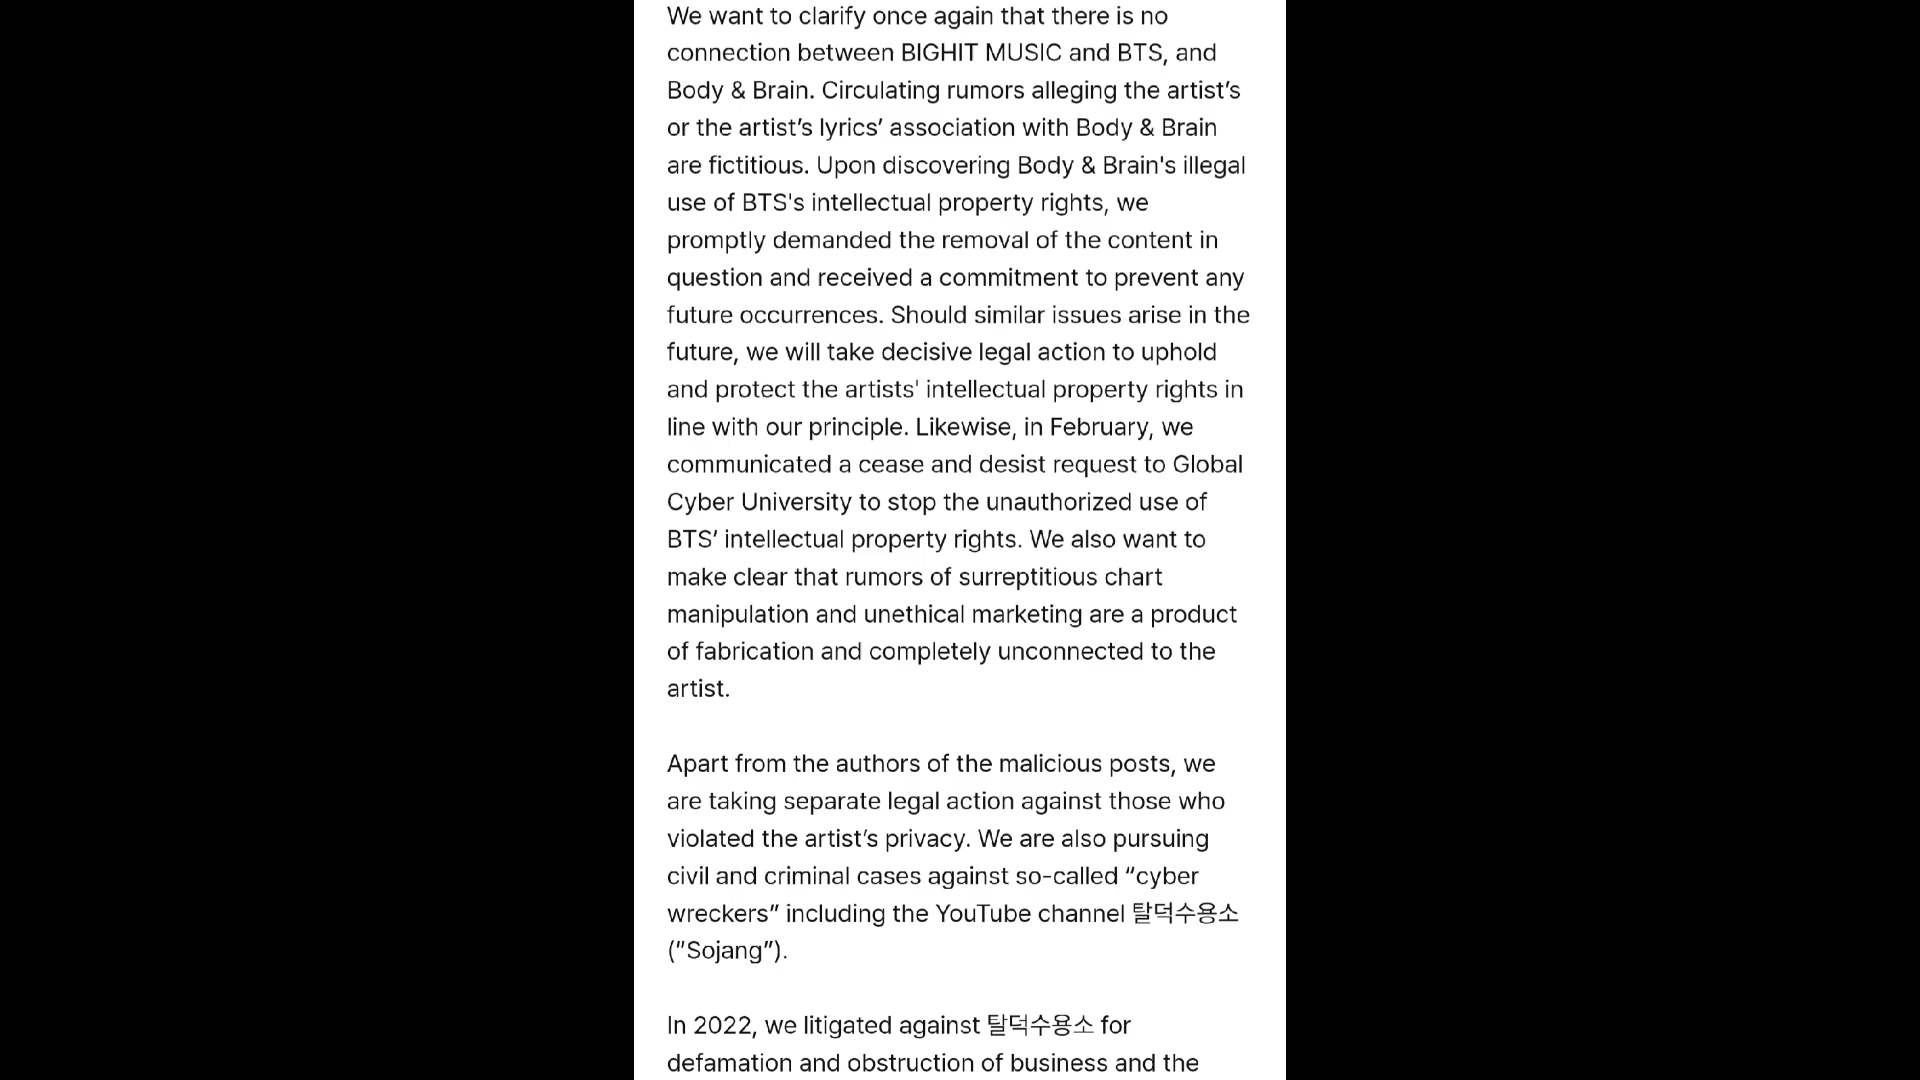 We want to clarify once again that there is no
connection between BIGHIT MUSIC and BTS, and
Body & Brain. Circulating rumors alleging the artist’s
or the artist’s lyrics’ association with Body & Brain
are fictitious. Upon discovering Body & Brain's illegal
use of BTS's intellectual property rights, we
promptly demanded the removal of the content in
question and received a commitment to prevent any
future occurrences. Should similar issues arise in the
future, we will take decisive legal action to uphold
and protect the artists' intellectual property rights in
line with our principle. Likewise, in February, we
communicated a cease and desist request to Global
Cyber University to stop the unauthorized use of
BTS’ intellectual property rights. We also want to
make clear that rumors of surreptitious chart
manipulation and unethical marketing are a product
of fabrication and completely unconnected to the
artist.
Apart from the authors of the malicious posts, we
are taking separate legal action against those who
violated the artist’s privacy. We are also pursuing
civil and criminal cases against so-called “cyber
wreckers” including the YouTube channel 탈덕수용소
(”Sojang”).
In 2022, we litigated against 탈덕수용소 for
defamation and obstruction of business and the